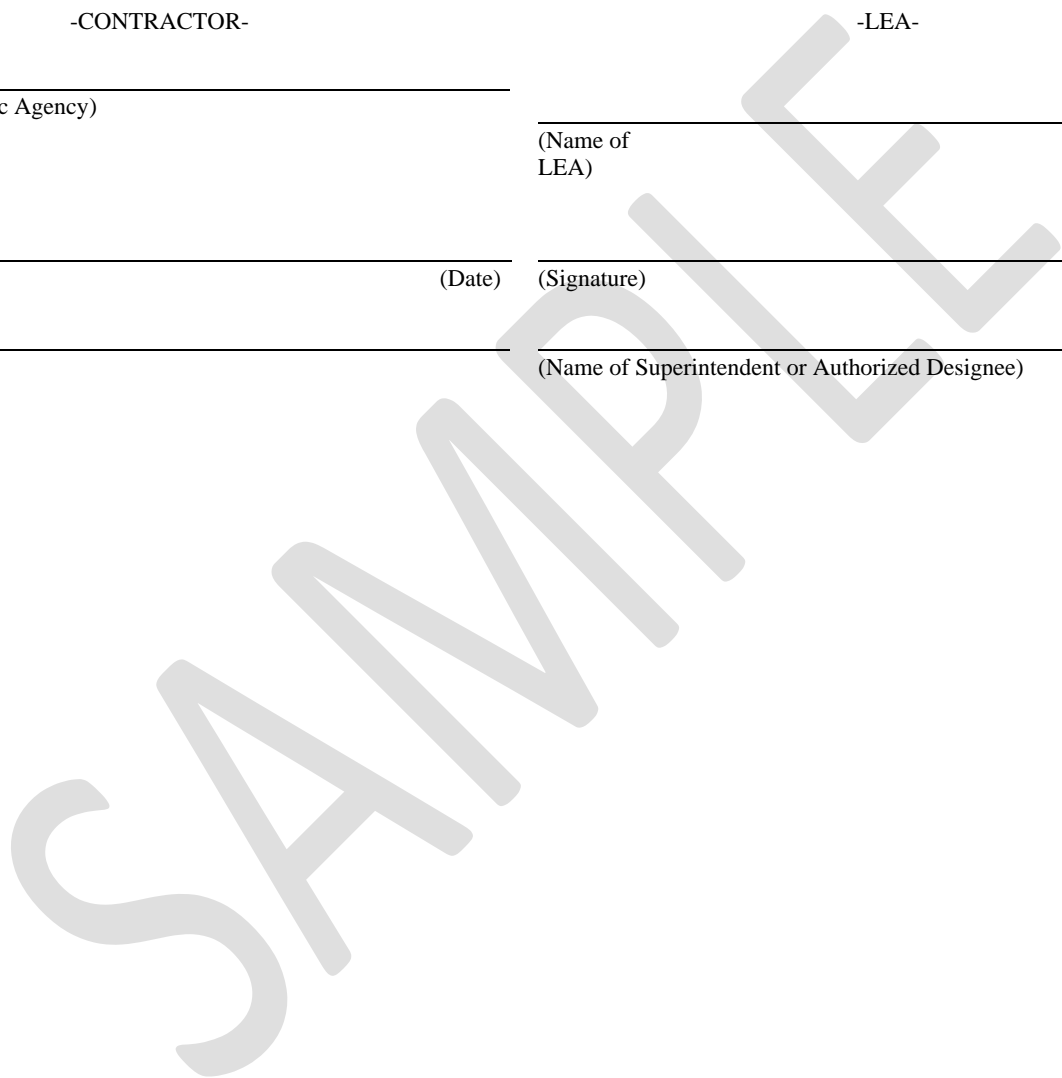 -CONTRACTOR-
-LEA-
c Agency)
(Name of
LEA)
(Date)
(Signature)
(Name of Superintendent or Authorized Designee)
SAMPLE